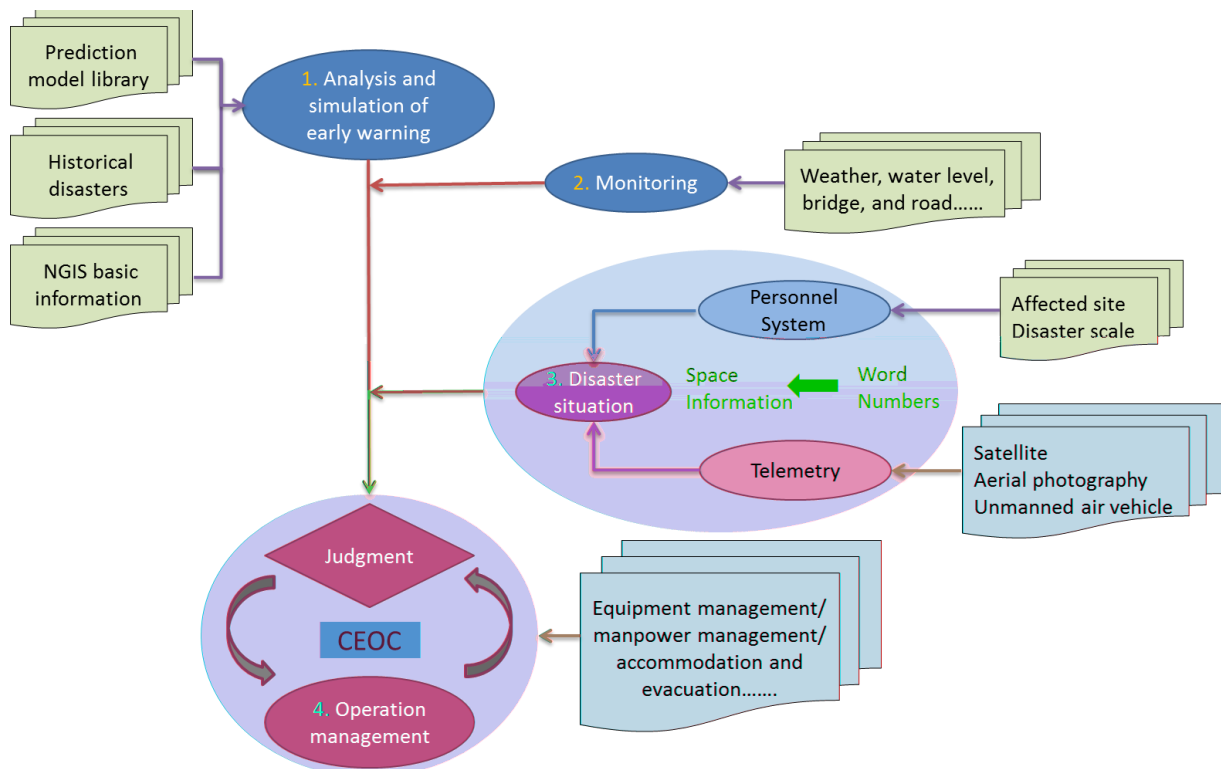 Prediction
model library
Historical
disasters
NGIS basic
information
1. Analysis and
simulation of
early warning
2. Monitoring
Weather, water level,
bridge, and road……
Personnel
System
Affected site
Disaster scale
3. Disaster
situation
Space
Information
Word
Numbers
Telemetry
Satellite
Aerial photography
Unmanned air vehicle
Judgment
CEOC
4. Operation
management
Equipment management/
manpower management/
accommodation and
evacuation…….